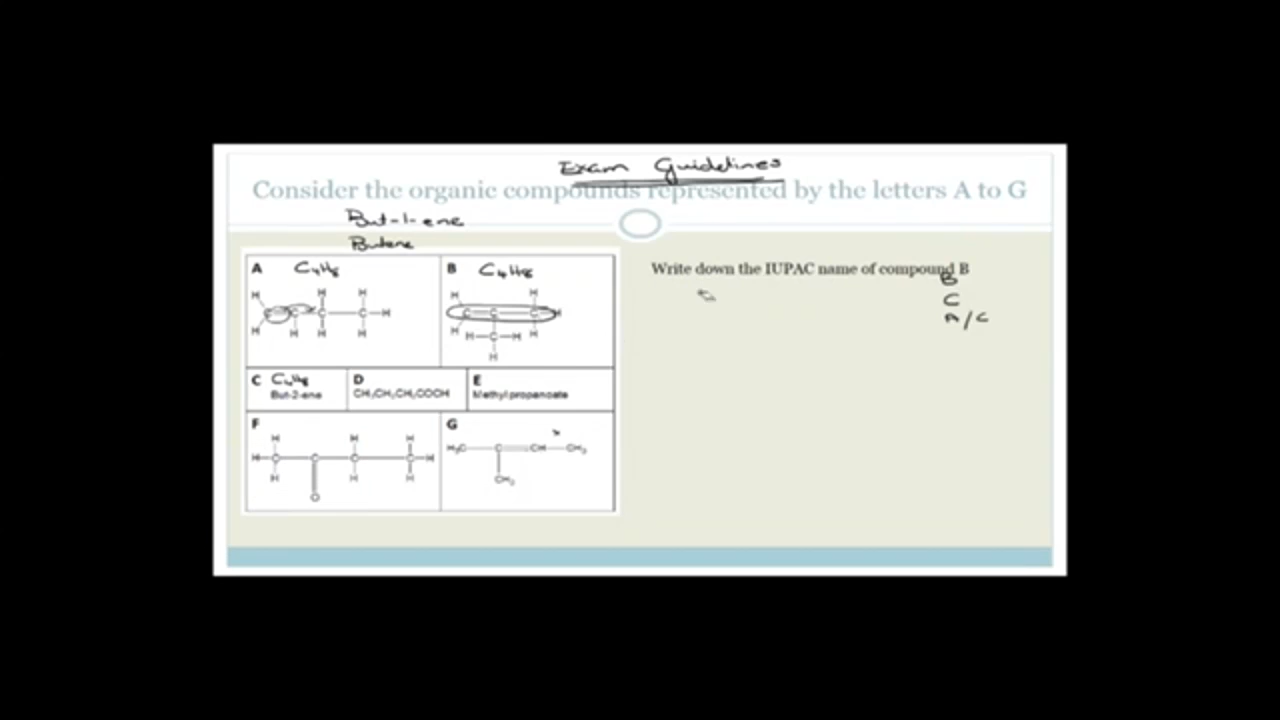 Exam Guidelines
Consider the organic compounds represented by the letters A to G
But-1-ene
Butene
A C₄H₈
H H H
C C C C H
H H H H
B C₄H₈
H H
C C C H
H H C H H
H
C C₄H₈
But-2-ene
D
CH₃CH₂CH₂COOH
E
Methyl propanoate
F
H H H
H C C C C H
H H H
O
G
H₃C C CH CH₃
CH₃
Write down the IUPAC name of compound B
B
C
A/C